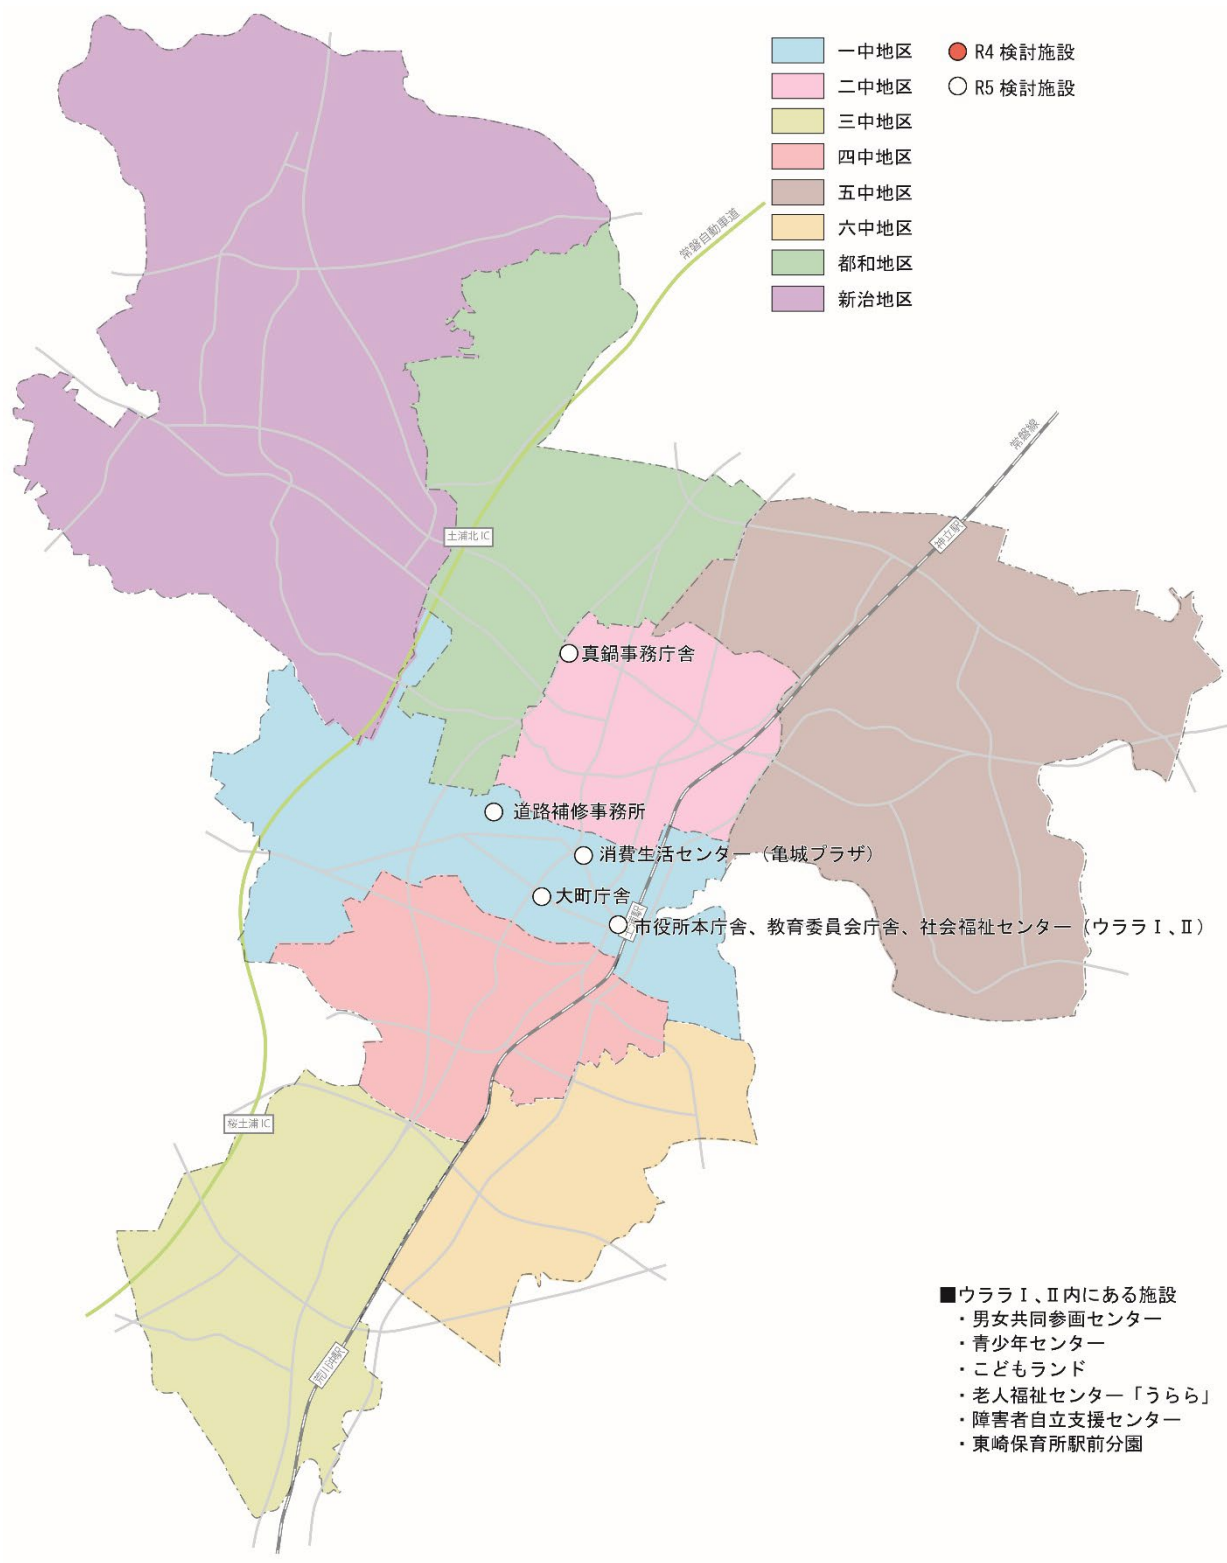 一中地区
二中地区
三中地区
四中地区
五中地区
六中地区
都和地区
新治地区
R4 検討施設
R5 検討施設
常磐自動車道
常磐線
土浦北 IC
神立駅
真鍋事務庁舎
道路補修事務所
消費生活センター（亀城プラザ）
大町庁舎
市役所本庁舎、教育委員会庁舎、社会福祉センター（ウララⅠ、Ⅱ）
桜土浦 IC
荒川沖駅
■ウララⅠ、Ⅱ内にある施設
・男女共同参画センター
・青少年センター
・こどもランド
・老人福祉センター「うらら」
・障害者自立支援センター
・東崎保育所駅前分園